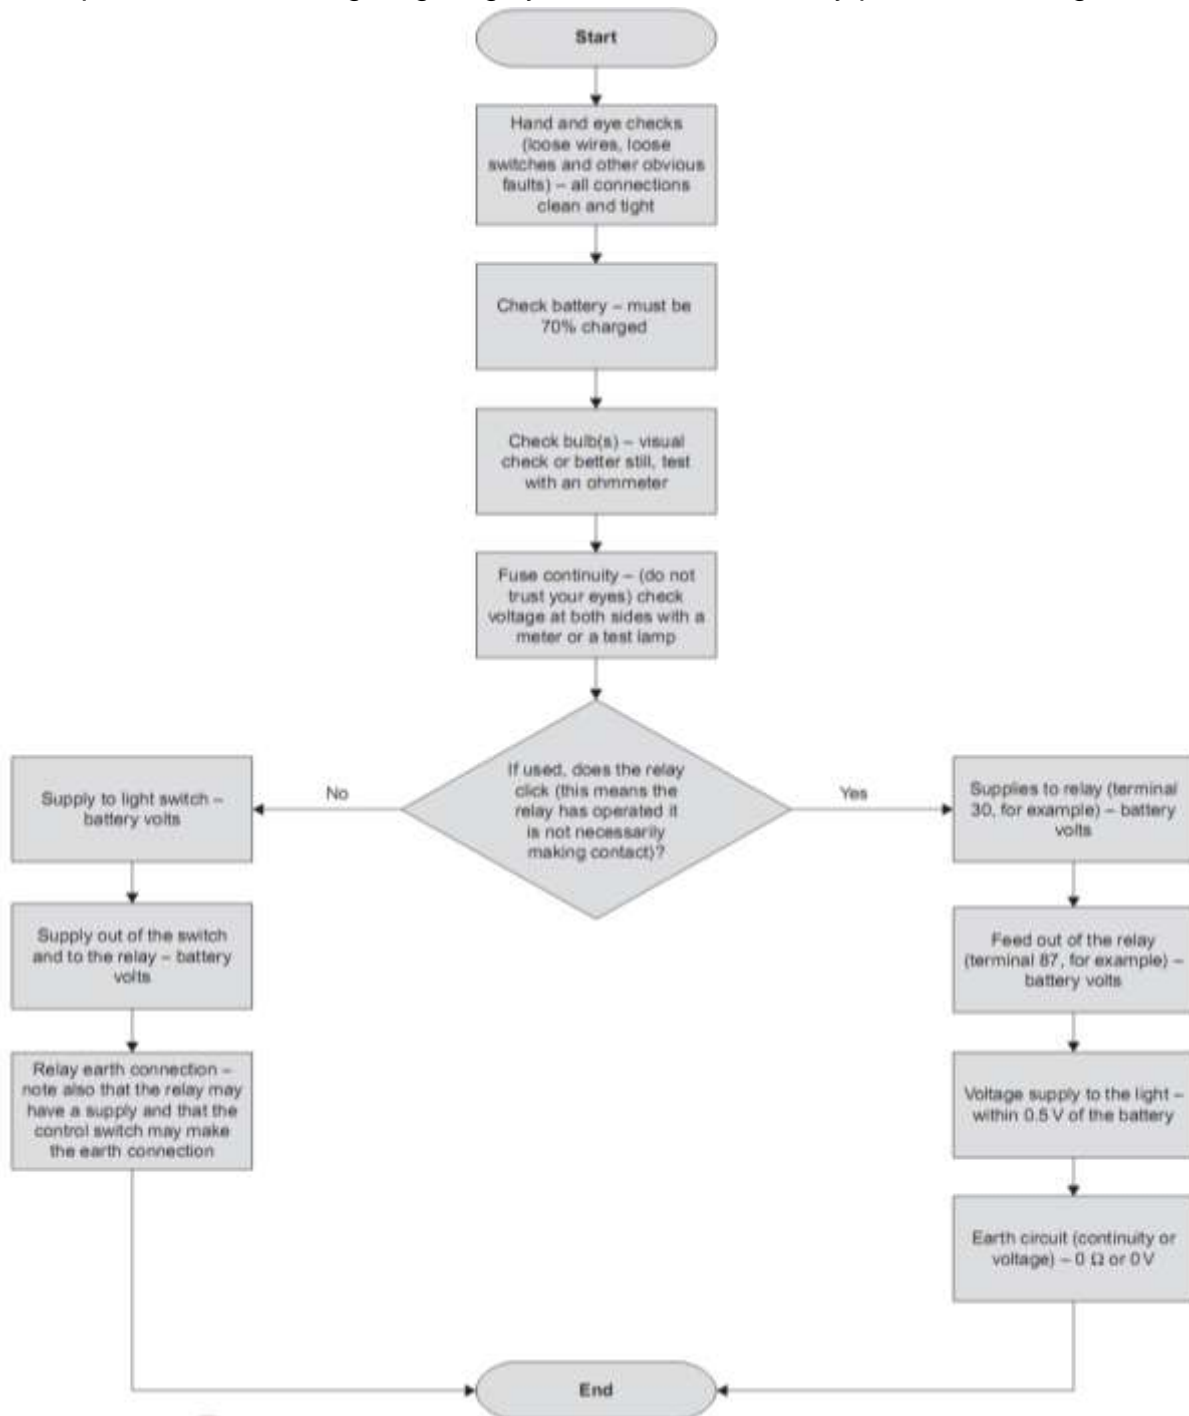 Start
Hand and eye checks
(loose wires, loose
switches and other obvious
faults) – all connections
clean and tight
Check battery – must be
70% charged
Check bulb(s) – visual
check or better still, test
with an ohmmeter
Fuse continuity – (do not
trust your eyes) check
voltage at both sides with a
meter or a test lamp
If used, does the relay
click (this means the
relay has operated it
is not necessarily
making contact)?
No
Supply to light switch –
battery volts
Supply out of the switch
and to the relay – battery
volts
Relay earth connection –
note also that the relay may
have a supply and that the
control switch may make
the earth connection
Yes
Supplies to relay (terminal
30, for example) – battery
volts
Feed out of the relay
(terminal 87, for example) –
battery volts
Voltage supply to the light –
within 0.5 V of the battery
Earth circuit (continuity or
voltage) – 0 Ω or 0 V
End